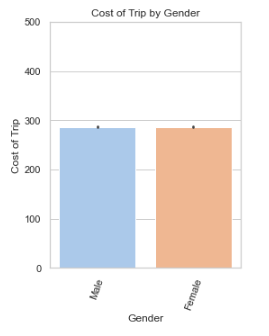 Cost of Trip by Gender
500
400
300
200
100
0
Cost of Trip
Male
Female
Gender